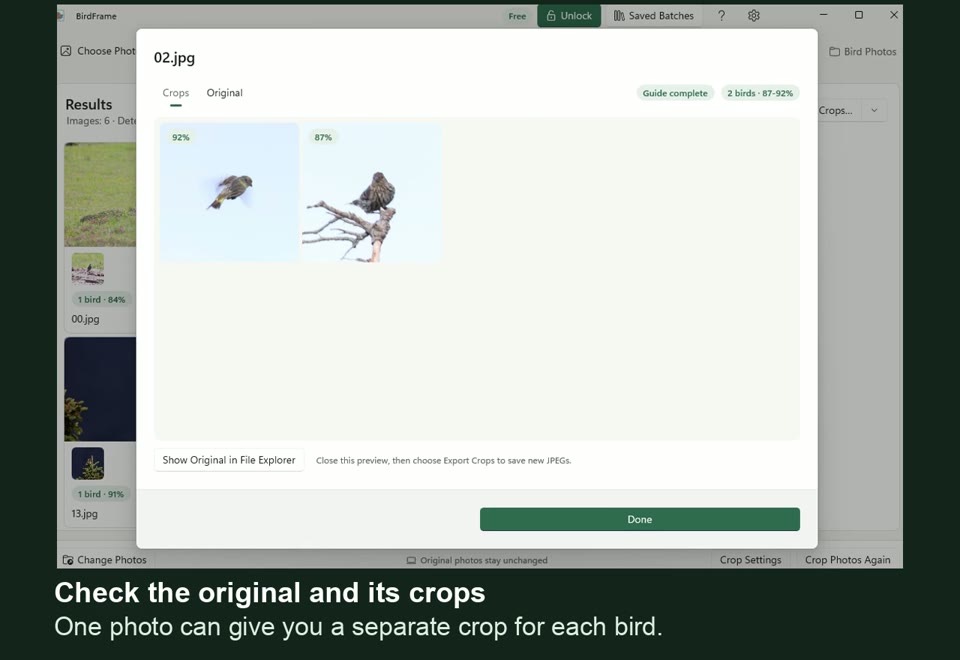 BirdFrame
Free
Unlock
Saved Batches
?
Choose Phot
Bird Photos
Results
Images: 6 · Dete
Crops...
1 bird · 84%
00.jpg
1 bird · 91%
13.jpg
02.jpg
Crops
Original
Guide complete
2 birds · 87-92%
92%
87%
Show Original in File Explorer
Close this preview, then choose Export Crops to save new JPEGs.
Done
Change Photos
Original photos stay unchanged
Crop Settings
Crop Photos Again
Check the original and its crops
One photo can give you a separate crop for each bird.